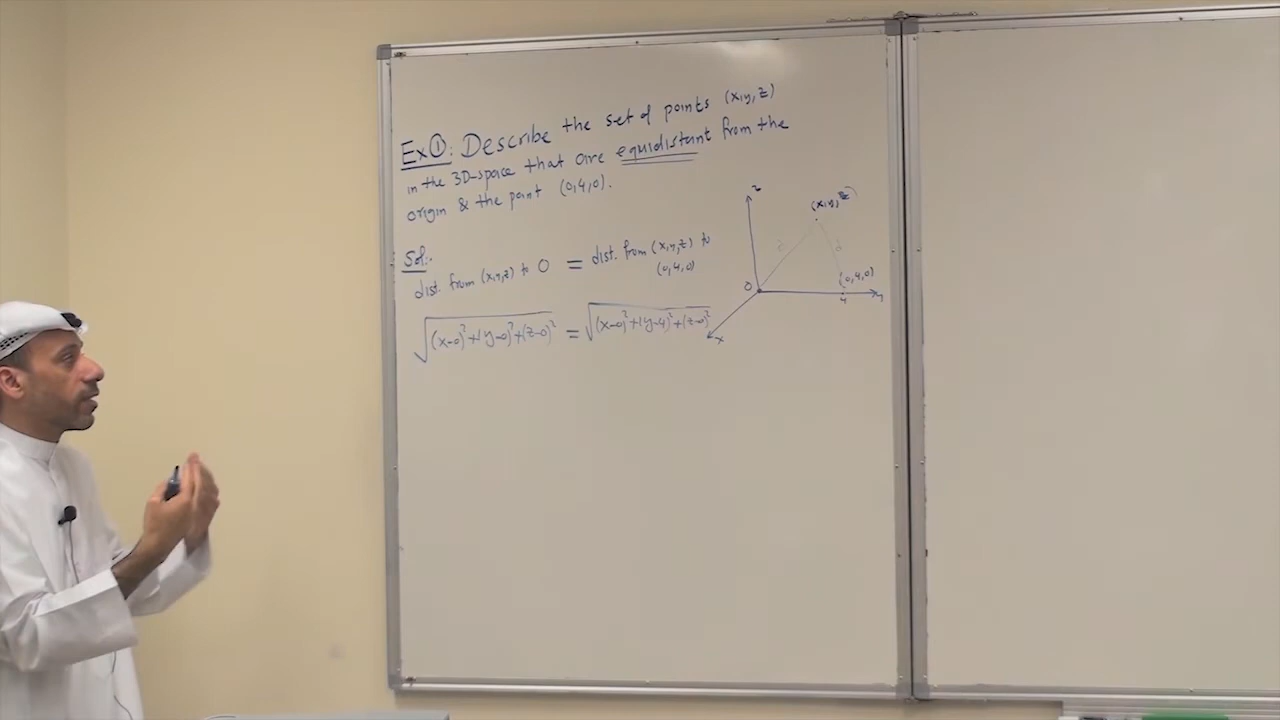 Ex①: Describe the set of points (x,y,z)
in the 3D-space that are equidistant from the
origin & the point (0,4,0).
Sol:-
dist. from (x,y,z) to O = dist. from (x,y,z) to
(0,4,0)
√(x-0)²+(y-0)²+(z-0)² = √(x-0)²+(y-4)²+(z-0)²
z
(x,y,z)
d d
(0,4,0)
O 4 y
x